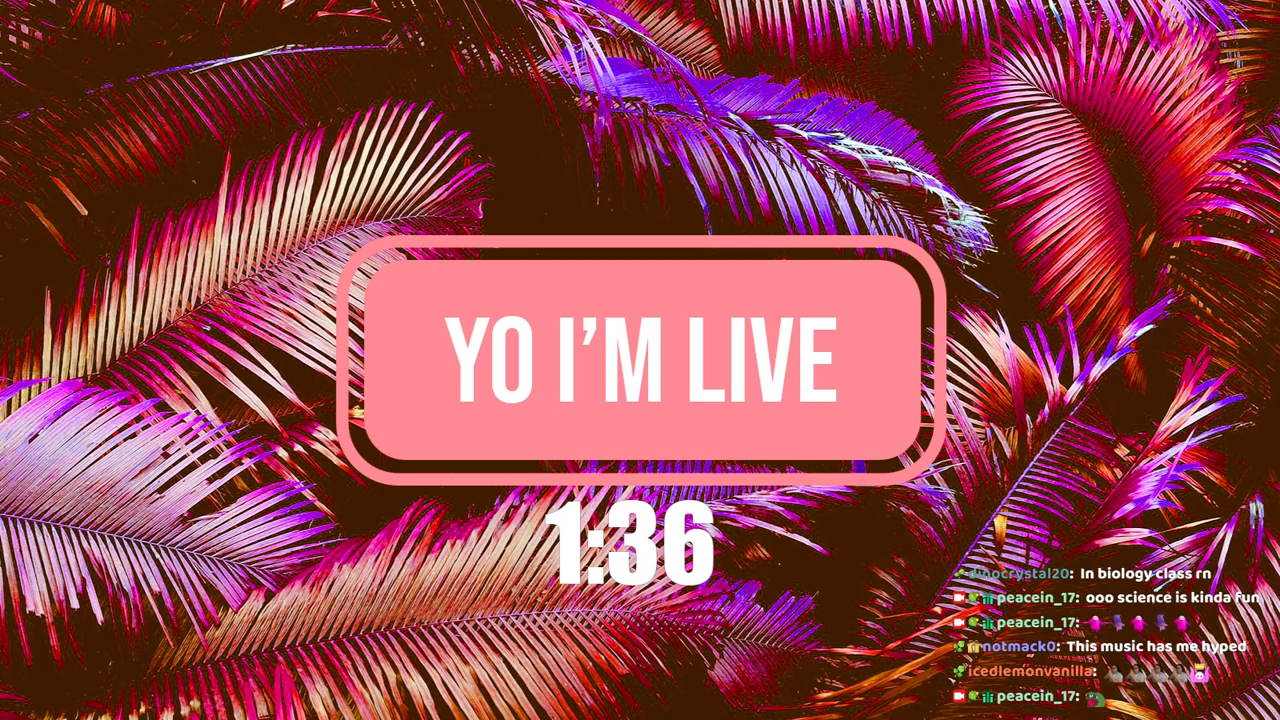 YO I’M LIVE
1:36
dinocrystal20: In biology class rn
peacein_17: ooo science is kinda fun
peacein_17:
notmack0: This music has me hyped
icedlemonvanilla:
peacein_17: